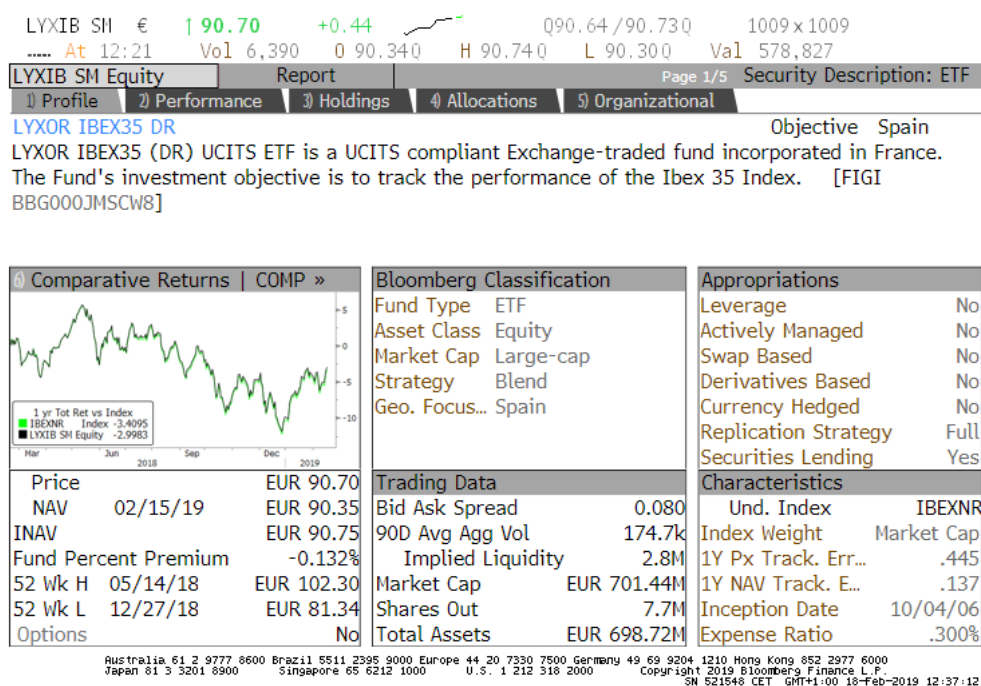 LYXIB SM € ↑ 90.70 +0.44 Q90.64/90.73Q 1009x1009
At 12:21 Vol 6,390 O 90.34Q H 90.74Q L 90.30Q Val 578,827
LYXIB SM Equity Report Page 1/5 Security Description: ETF
1) Profile 2) Performance 3) Holdings 4) Allocations 5) Organizational
LYXOR IBEX35 DR Objective Spain
LYXOR IBEX35 (DR) UCITS ETF is a UCITS compliant Exchange-traded fund incorporated in France.
The Fund's investment objective is to track the performance of the Ibex 35 Index. [FIGI
BBG000JMSCW8]
6) Comparative Returns | COMP »
5
0
-5
-10
1 yr Tot Ret vs Index
IBEXNR Index -3.4095
LYXIB SM Equity -2.9983
Mar Jun Sep Dec
2018 2019
Bloomberg Classification
Fund Type ETF
Asset Class Equity
Market Cap Large-cap
Strategy Blend
Geo. Focus... Spain
Appropriations
Leverage No
Actively Managed No
Swap Based No
Derivatives Based No
Currency Hedged No
Replication Strategy Full
Securities Lending Yes
Price EUR 90.70
NAV 02/15/19 EUR 90.35
INAV EUR 90.75
Fund Percent Premium -0.132%
52 Wk H 05/14/18 EUR 102.30
52 Wk L 12/27/18 EUR 81.34
Options No
Trading Data
Bid Ask Spread 0.080
90D Avg Agg Vol 174.7k
Implied Liquidity 2.8M
Market Cap EUR 701.44M
Shares Out 7.7M
Total Assets EUR 698.72M
Characteristics
Und. Index IBEXNR
Index Weight Market Cap
1Y Px Track. Err... .445
1Y NAV Track. E... .137
Inception Date 10/04/06
Expense Ratio .300%
Australia 61 2 9777 8600 Brazil 5511 2395 9000 Europe 44 20 7330 7500 Germany 49 69 9204 1210 Hong Kong 852 2977 6000
Japan 81 3 3201 8900 Singapore 65 6212 1000 U.S. 1 212 318 2000 Copyright 2019 Bloomberg Finance L.P.
SN 521548 CET GMT+1:00 18-Feb-2019 12:37:12